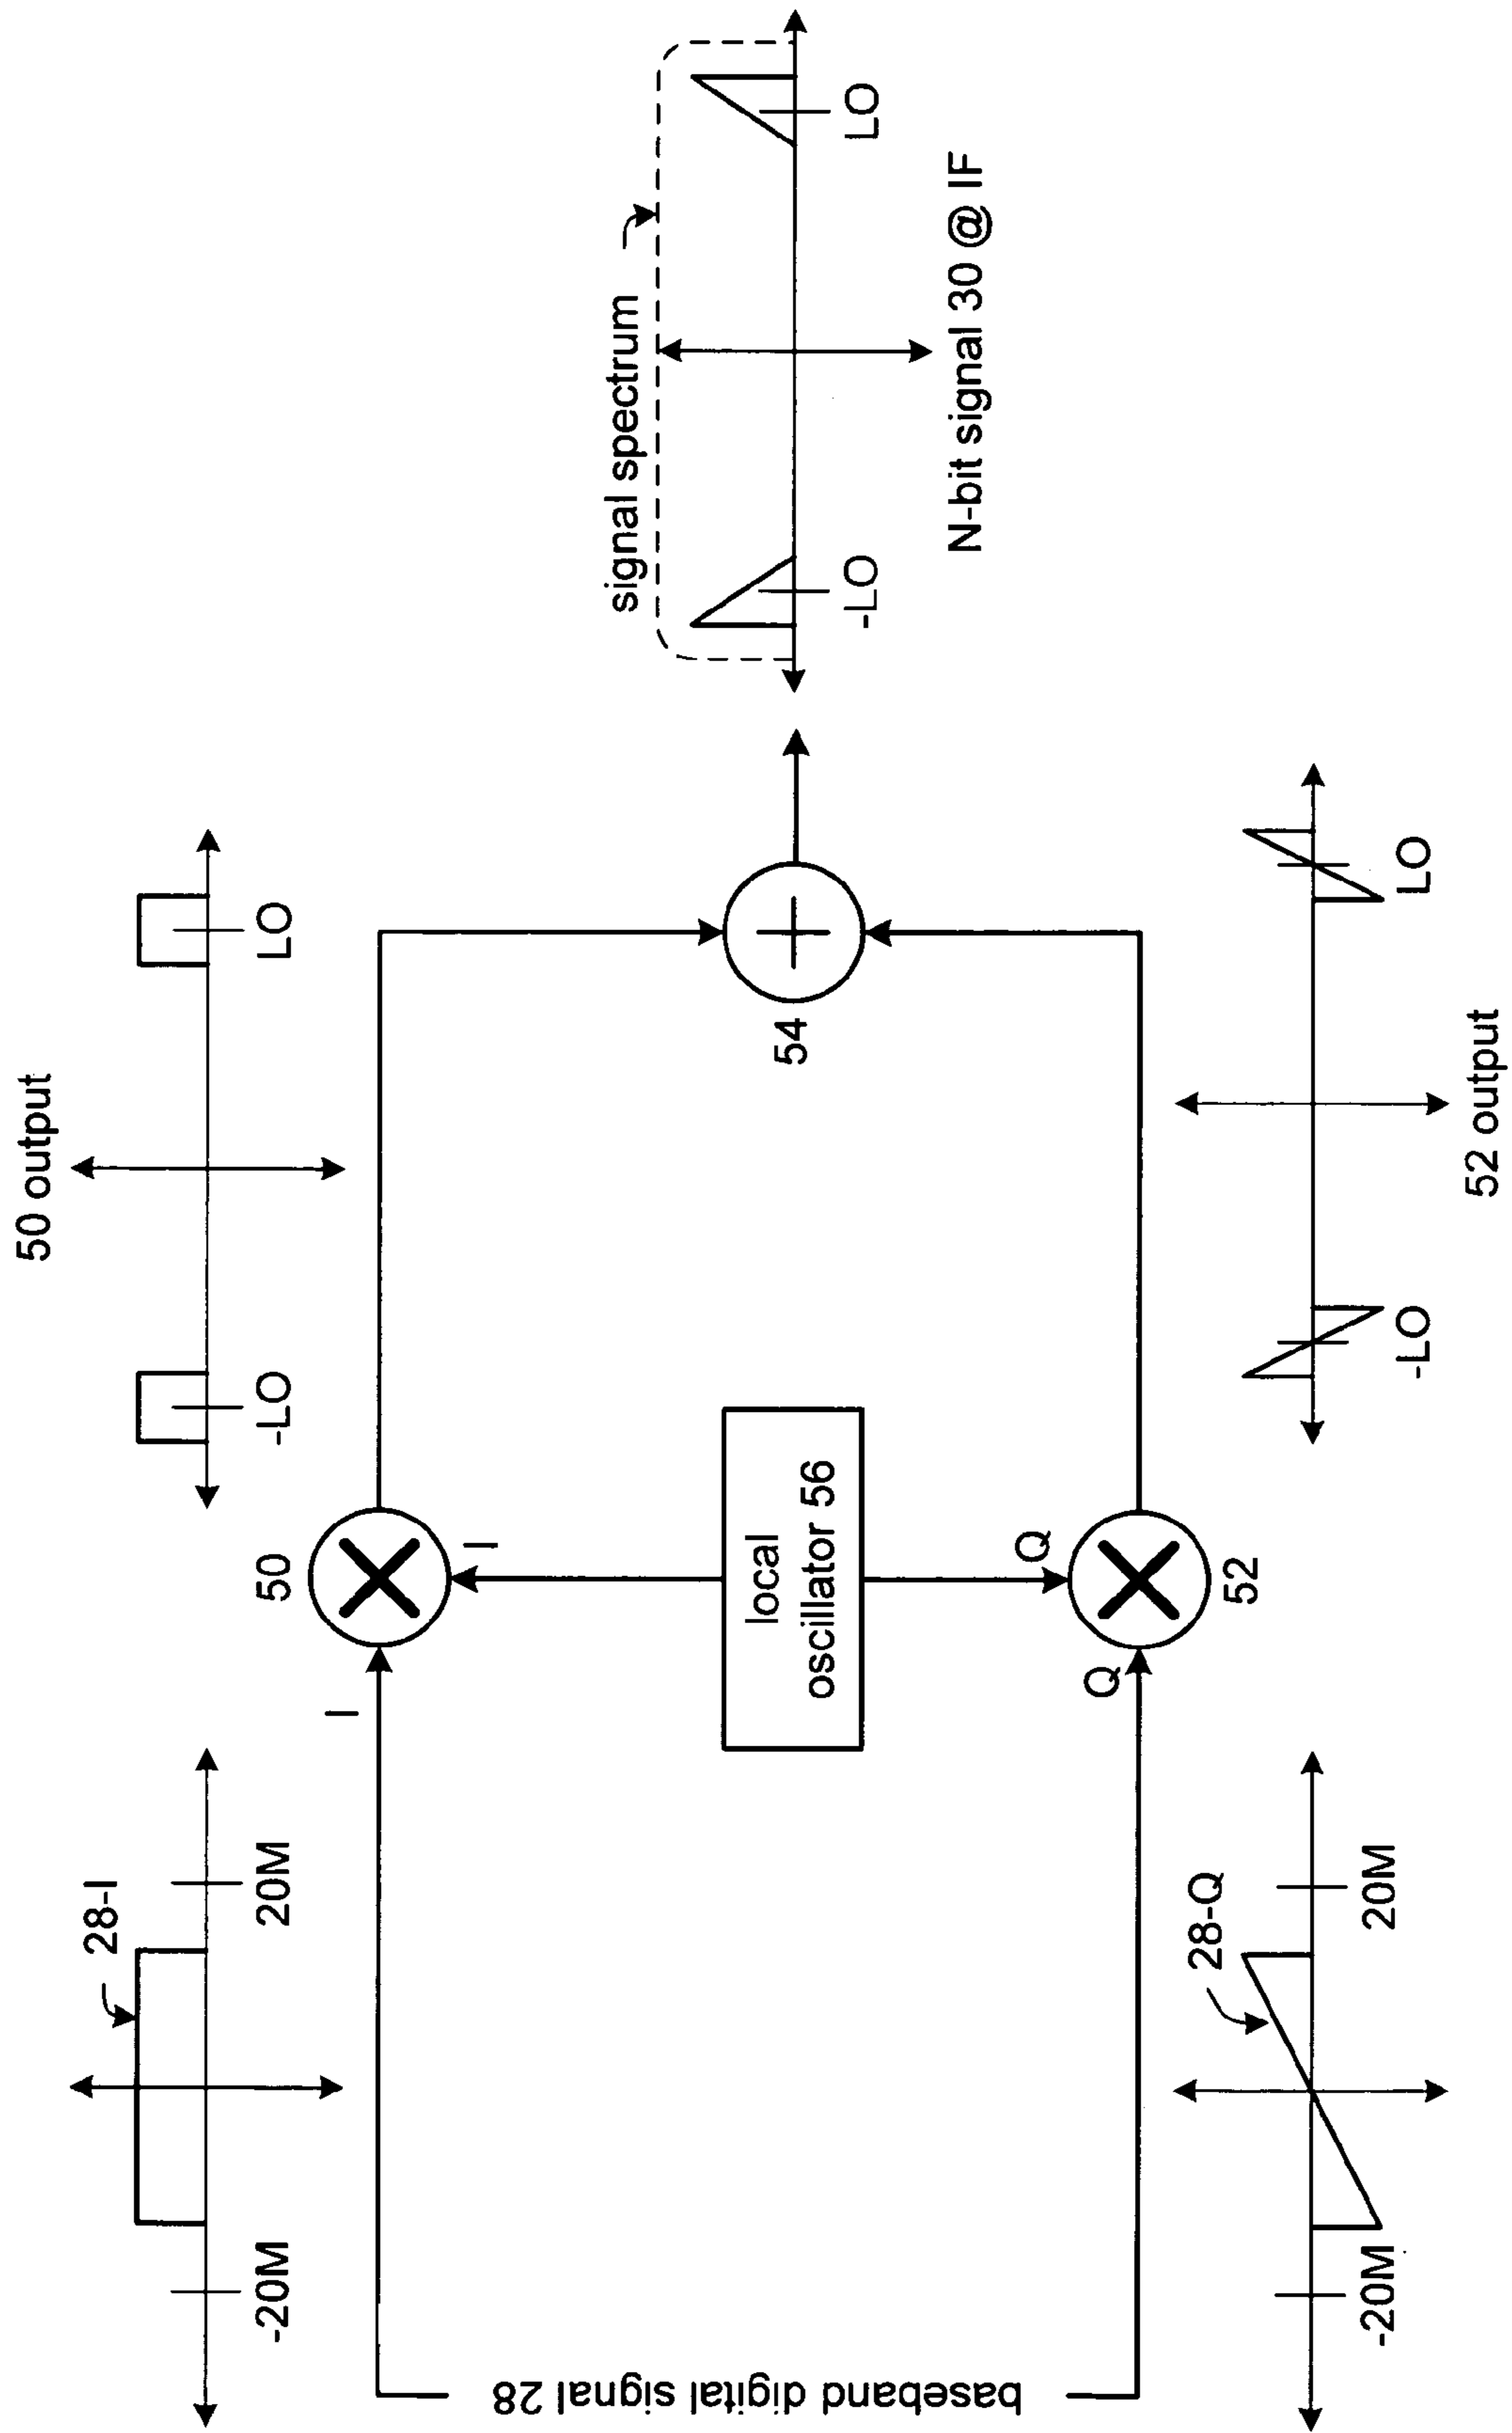 50 output
28-I
-20M
20M
-LO
LO
50
I
I
baseband digital signal 28
local
oscillator 56
54
signal spectrum
-LO
LO
N-bit signal 30 @ IF
Q
Q
52
28-Q
-20M
20M
-LO
LO
52 output